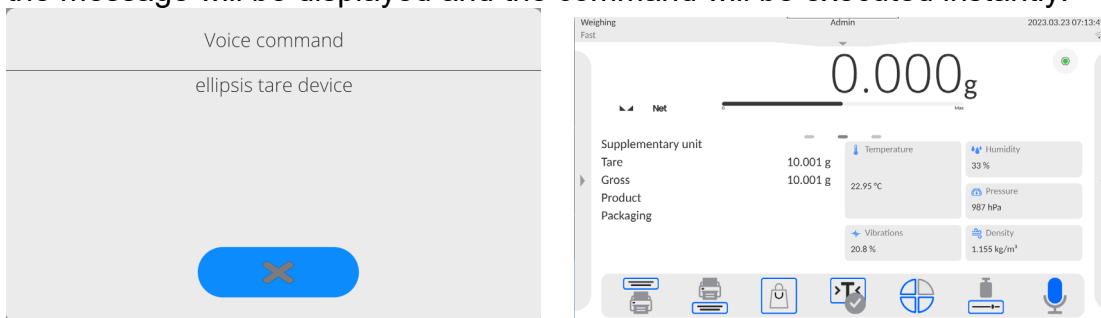 the message will be displayed and the command will be executed instantly.
Voice command
ellipsis tare device
Weighing
Admin
2023.03.23 07:13:4
Fast
0.000g
Net
0
Max
Supplementary unit
Tare 10.001 g
Gross 10.001 g
Product
Packaging
Temperature
22.95 °C
Humidity
33 %
Pressure
987 hPa
Vibrations
20.8 %
Density
1.155 kg/m³
>T<